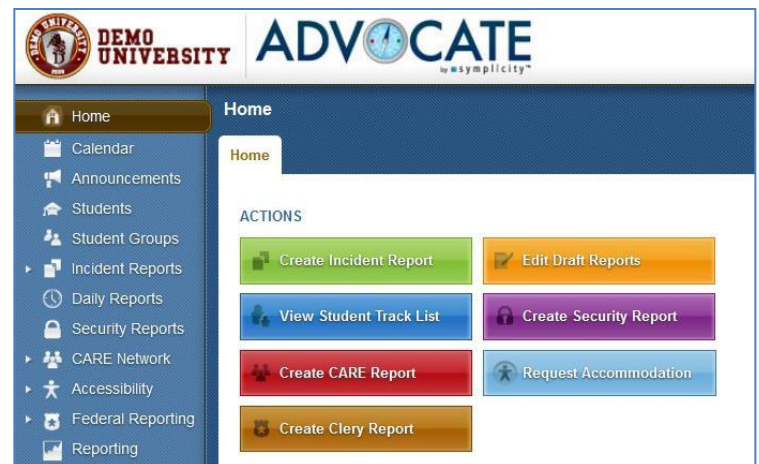 DEMO
UNIVERSITY
ADVOCATE
by symplicity™
Home
Calendar
Announcements
Students
Student Groups
Incident Reports
Daily Reports
Security Reports
CARE Network
Accessibility
Federal Reporting
Reporting
Home
Home
ACTIONS
Create Incident Report
Edit Draft Reports
View Student Track List
Create Security Report
Create CARE Report
Request Accommodation
Create Clery Report